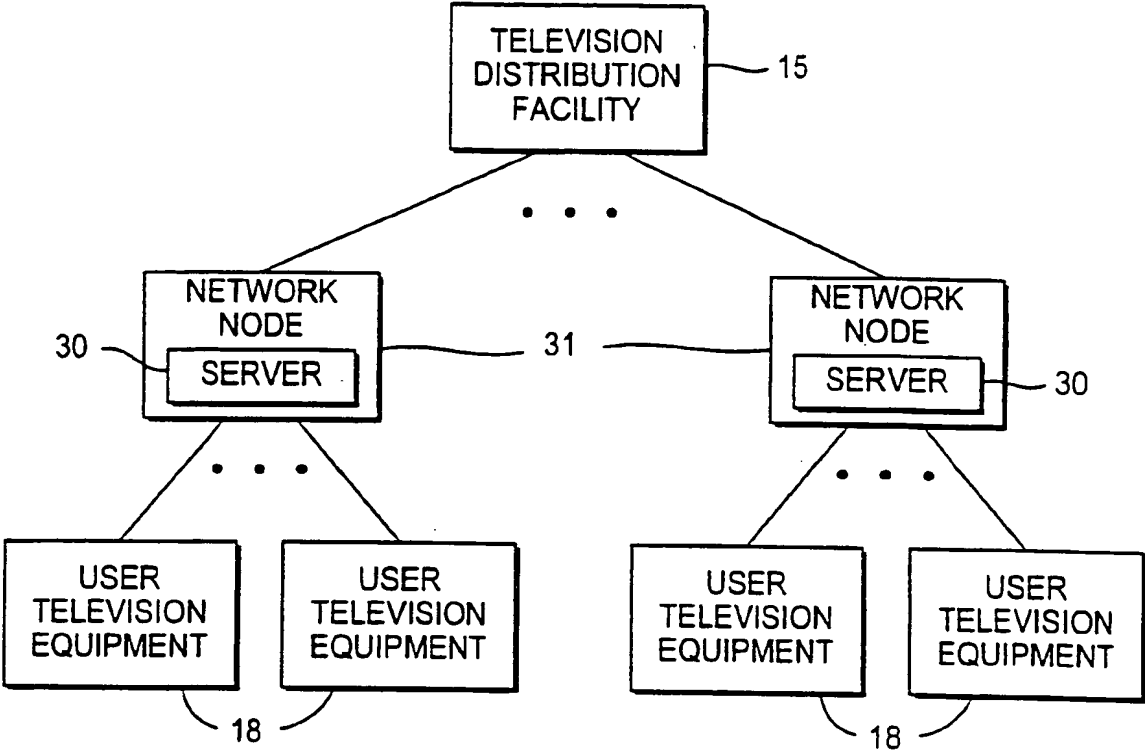 TELEVISION
DISTRIBUTION
FACILITY
15
NETWORK
NODE
SERVER
30
31
NETWORK
NODE
SERVER
30
USER
TELEVISION
EQUIPMENT
USER
TELEVISION
EQUIPMENT
18
USER
TELEVISION
EQUIPMENT
USER
TELEVISION
EQUIPMENT
18